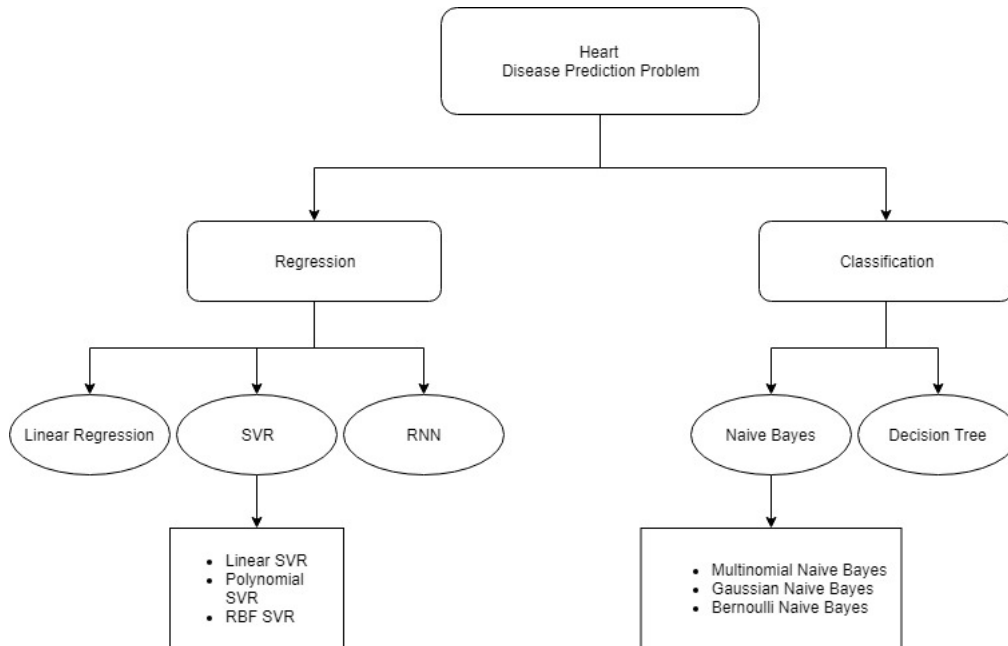 Heart
Disease Prediction Problem
Regression
Classification
Linear Regression
SVR
RNN
Naive Bayes
Decision Tree
• Linear SVR
• Polynomial
SVR
• RBF SVR
• Multinomial Naive Bayes
• Gaussian Naive Bayes
• Bernoulli Naive Bayes